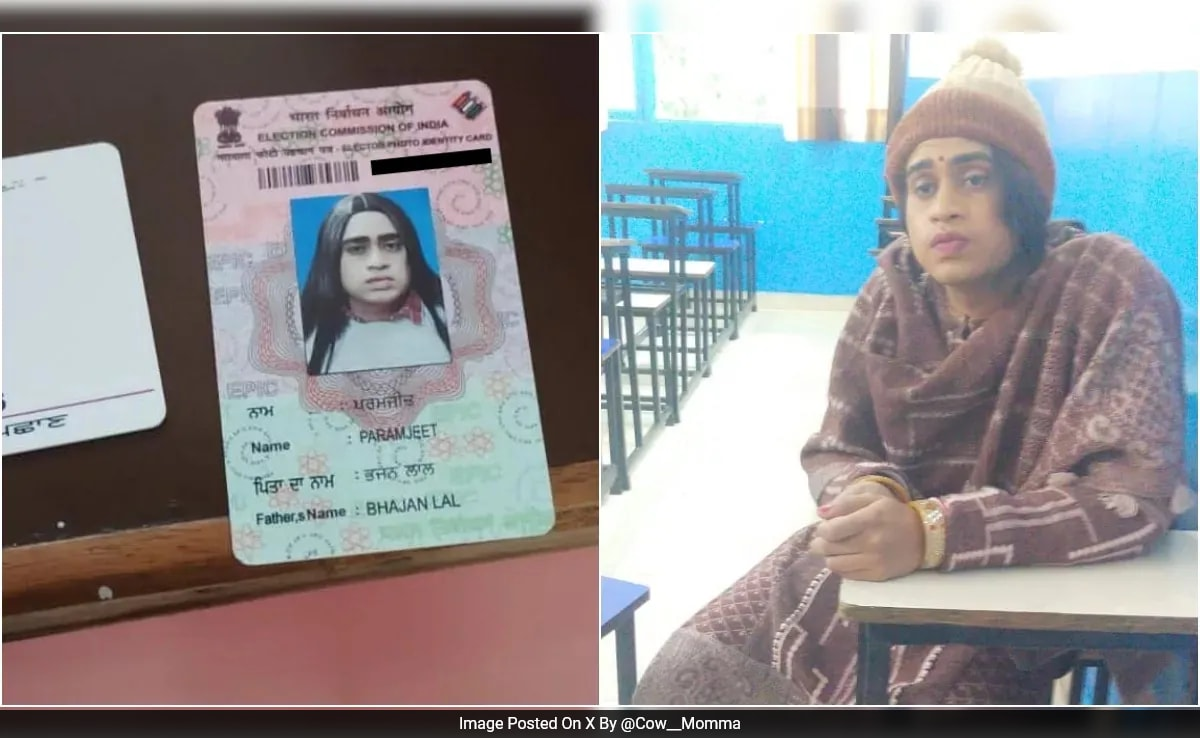 भारत निर्वाचन आयोग
ELECTION COMMISSION OF INDIA
ELECTOR PHOTO IDENTITY CARD
ਨਾਮ : ਪਰਮਜੀਤ
Name : PARAMJEET
ਪਿਤਾ ਦਾ ਨਾਮ : ਭਜਨ ਲਾਲ
Father,s Name : BHAJAN LAL
Image Posted On X By @Cow__Momma